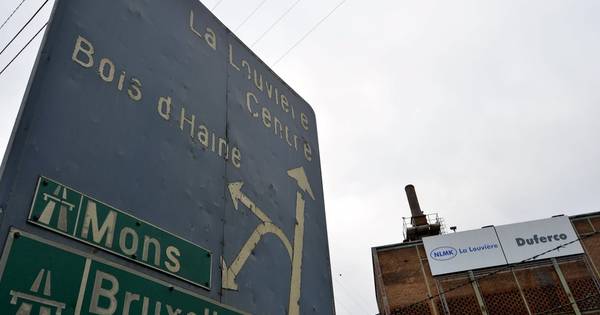 La Louvière
Centre
Bois d'Haine
Mons
NLMK La Louvière
Duferco